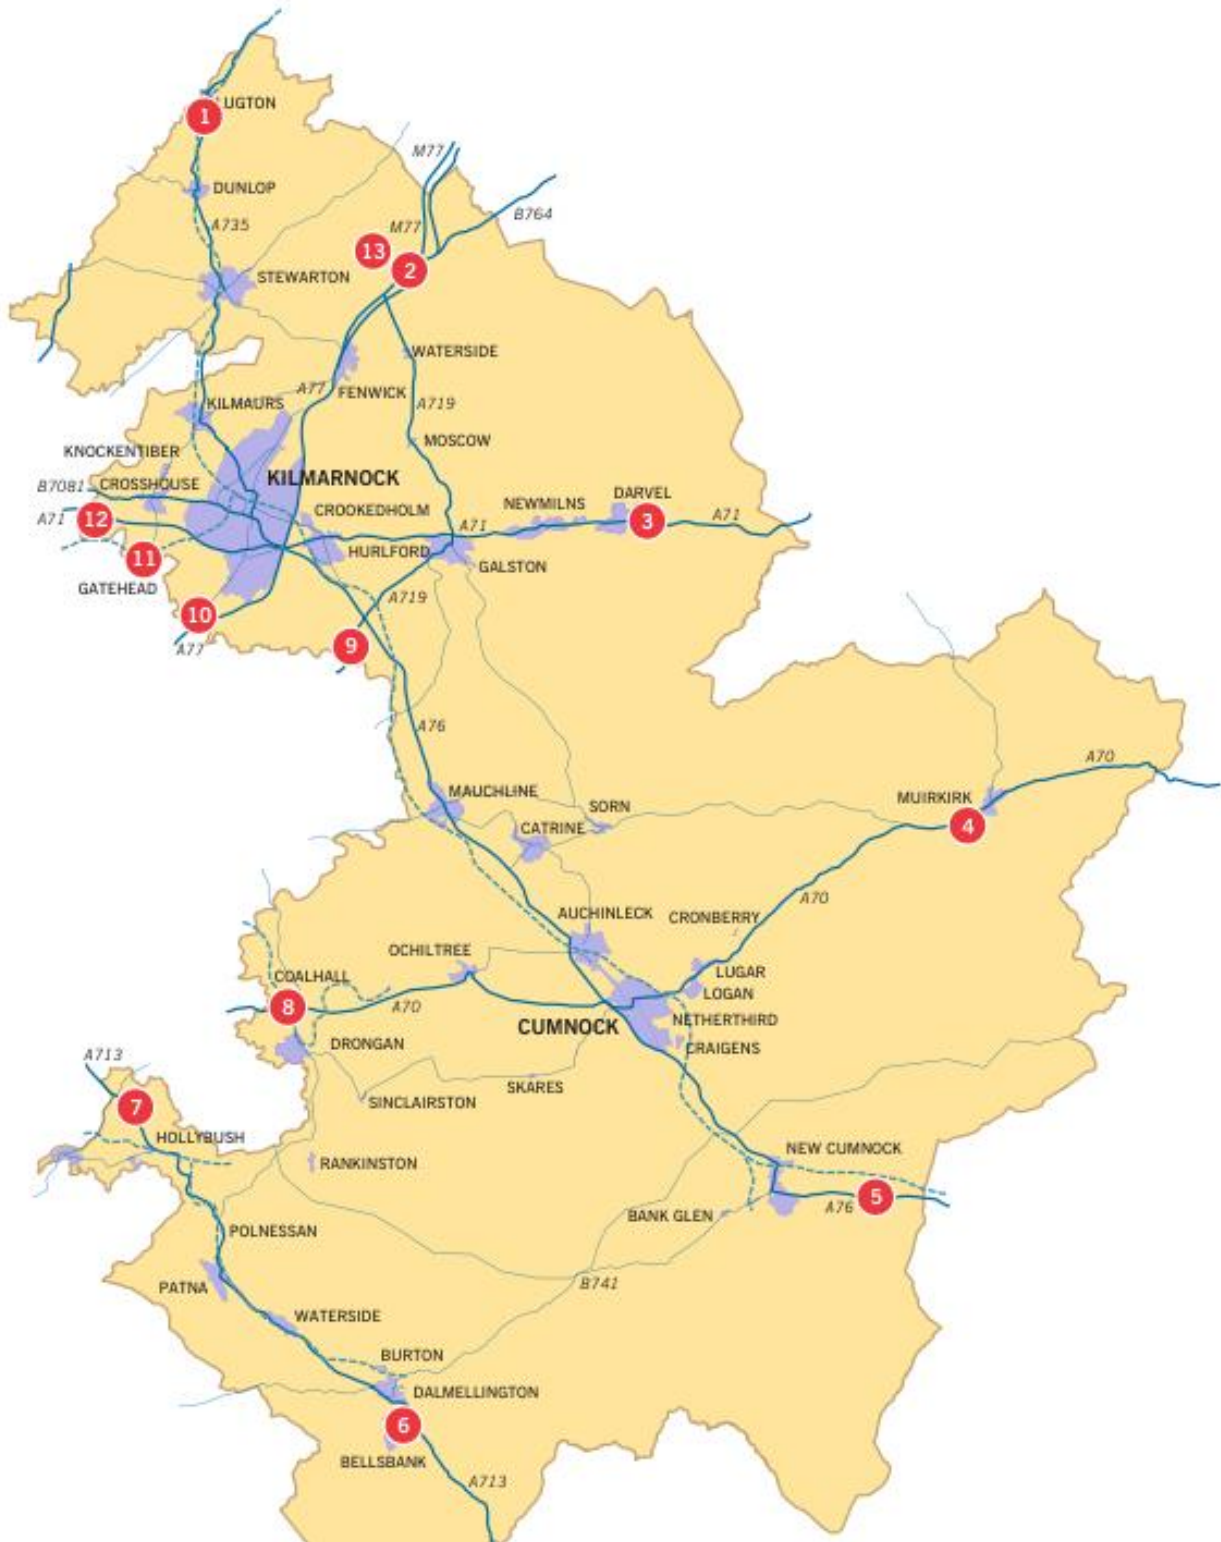 UGTON
1
M77
DUNLOP
B764
A735
M77
13
2
STEWARTON
WATERSIDE
A77
FENWICK
KILMAURS
A719
MOSCOW
KNOCKENTIBER
KILMARNOCK
B7081
CROSSHOUSE
DARVEL
NEWMILNS
CROOKEDHOLM
A71
12
A71
3
A71
HURLFORD
11
GALSTON
GATEHEAD
A719
10
9
A77
A76
A70
MAUCHLINE
MUIRKIRK
SORN
4
CATRINE
A70
AUCHINLECK
CRONBERRY
OCHILTREE
LUGAR
COALHALL
LOGAN
8
A70
NETHERTHIRD
CUMNOCK
DRONGAN
CRAIGENS
A713
SKARES
SINCLAIRSTON
7
HOLLYBUSH
NEW CUMNOCK
RANKINSTON
5
A76
BANK GLEN
POLNESSAN
B741
PATNA
WATERSIDE
BURTON
DALMELLINGTON
6
BELLSBANK
A713